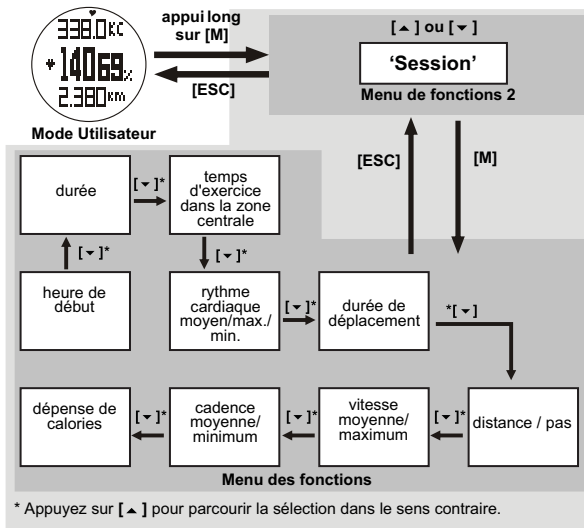 338.0KC
14069%
2.380KM
Mode Utilisateur
appui long
sur [M]
[ESC]
[▲] ou [▼]
'Session'
Menu de fonctions 2
[ESC]
[M]
durée
[▼]*
temps
d'exercice
dans la zone
centrale
[▼]*
[▼]*
heure de
début
rythme
cardiaque
moyen/max./
min.
[▼]*
durée de
déplacement
*[▼]
dépense de
calories
[▼]*
cadence
moyenne/
minimum
[▼]*
vitesse
moyenne/
maximum
[▼]*
distance / pas
Menu des fonctions
* Appuyez sur [▲] pour parcourir la sélection dans le sens contraire.